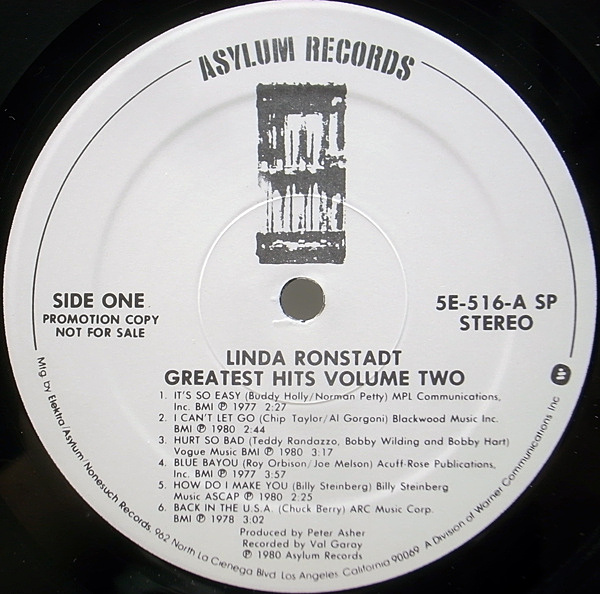 ASYLUM RECORDS
SIDE ONE
PROMOTION COPY
NOT FOR SALE
5E-516-A SP
STEREO
LINDA RONSTADT
GREATEST HITS VOLUME TWO
1. IT'S SO EASY (Buddy Holly/Norman Petty) MPL Communications,
Inc. BMI ℗ 1977 2:27
2. I CAN'T LET GO (Chip Taylor/Al Gorgoni) Blackwood Music Inc.
BMI ℗ 1980 2:44
3. HURT SO BAD (Teddy Randazzo, Bobby Wilding and Bobby Hart)
Vogue Music BMI ℗ 1980 3:17
4. BLUE BAYOU (Roy Orbison/Joe Melson) Acuff-Rose Publications,
Inc. BMI ℗ 1977 3:57
5. HOW DO I MAKE YOU (Billy Steinberg) Billy Steinberg
Music ASCAP ℗ 1980 2:25
6. BACK IN THE U.S.A. (Chuck Berry) ARC Music Corp.
BMI ℗ 1978 3:02
Produced by Peter Asher
Recorded by Val Garay
℗ 1980 Asylum Records
Mfg. by Elektra/Asylum/Nonesuch Records, 962 North La Cienega Blvd. Los Angeles, California 90069 A Division of Warner Communications Inc